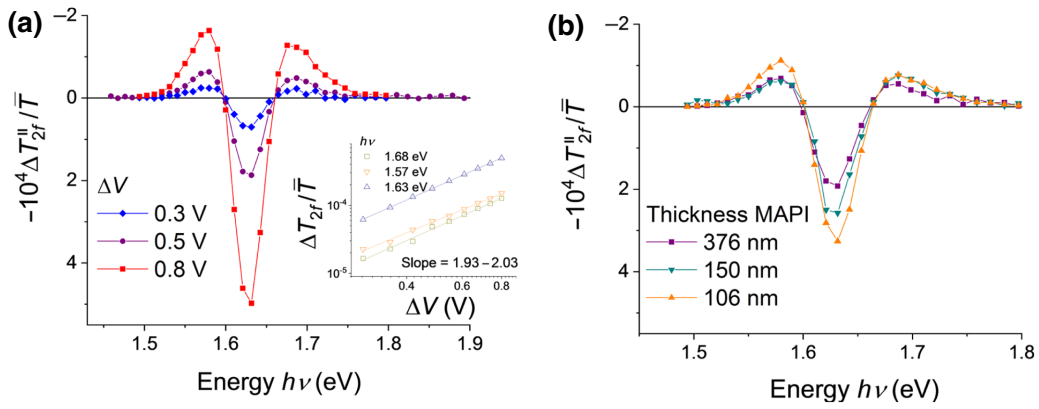 (a)
−2
0
2
4
−10⁴ΔT^II_2f/T̅
ΔV
0.3 V
0.5 V
0.8 V
hν
1.68 eV
1.57 eV
1.63 eV
10⁻⁴
10⁻⁵
ΔT_2f/T̅
Slope = 1.93 – 2.03
0.4 0.6 0.8
ΔV (V)
1.5 1.6 1.7 1.8 1.9
Energy hν (eV)
(b)
−2
0
2
4
−10⁴ΔT^II_2f/T̅
Thickness MAPI
376 nm
150 nm
106 nm
1.5 1.6 1.7 1.8
Energy hν (eV)